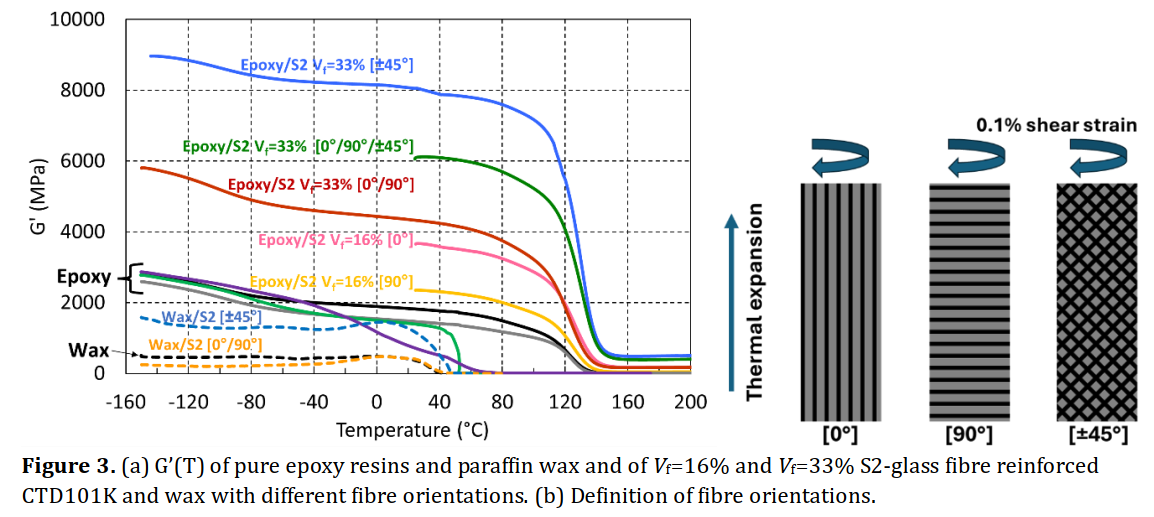 10000
8000
6000
4000
2000
0
G' (MPa)
Epoxy/S2 Vf=33% [±45°]
Epoxy/S2 Vf=33% [0°/90°/±45°]
Epoxy/S2 Vf=33% [0°/90°]
Epoxy/S2 Vf=16% [0°]
Epoxy/S2 Vf=16% [90°]
Epoxy
Wax/S2 [±45°]
Wax/S2 [0°/90°]
Wax
-160 -120 -80 -40 0 40 80 120 160 200
Temperature (°C)
0.1% shear strain
Thermal expansion
[0°] [90°] [±45°]
Figure 3. (a) G’(T) of pure epoxy resins and paraffin wax and of Vf=16% and Vf=33% S2-glass fibre reinforced
CTD101K and wax with different fibre orientations. (b) Definition of fibre orientations.